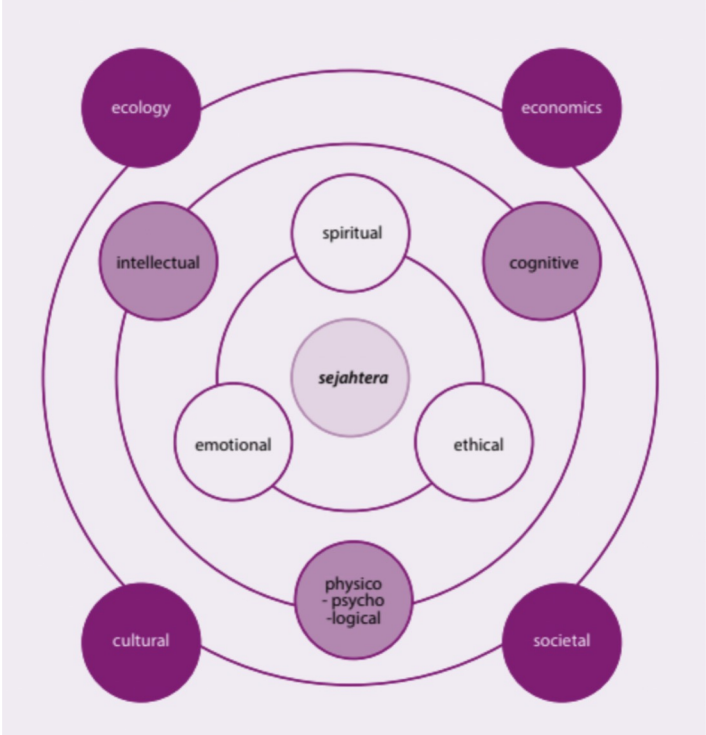 ecology
economics
spiritual
intellectual
cognitive
sejahtera
emotional
ethical
physico
- psycho
-logical
cultural
societal